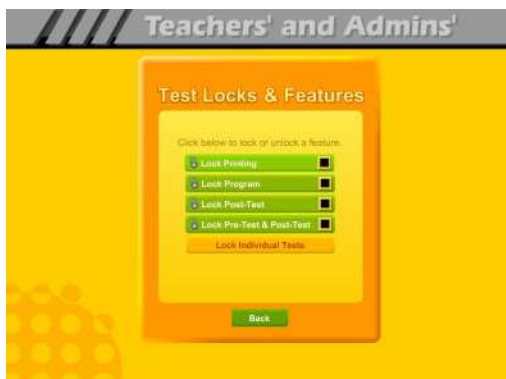 Teachers' and Admins'
Test Locks & Features
Click below to lock or unlock a feature.
Lock Printing
Lock Program
Lock Post-Test
Lock Pre-Test & Post-Test
Lock Individual Tests
Back